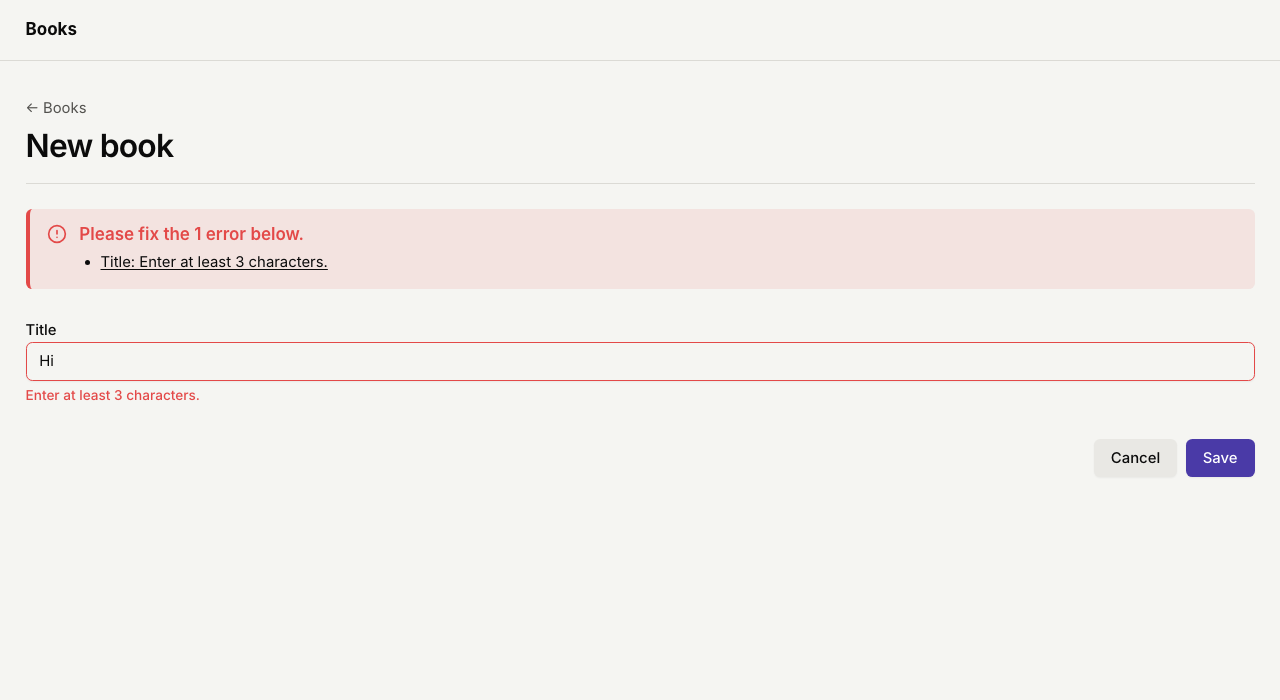 Books
← Books
New book
Please fix the 1 error below.
• Title: Enter at least 3 characters.
Title
Hi
Enter at least 3 characters.
Cancel Save